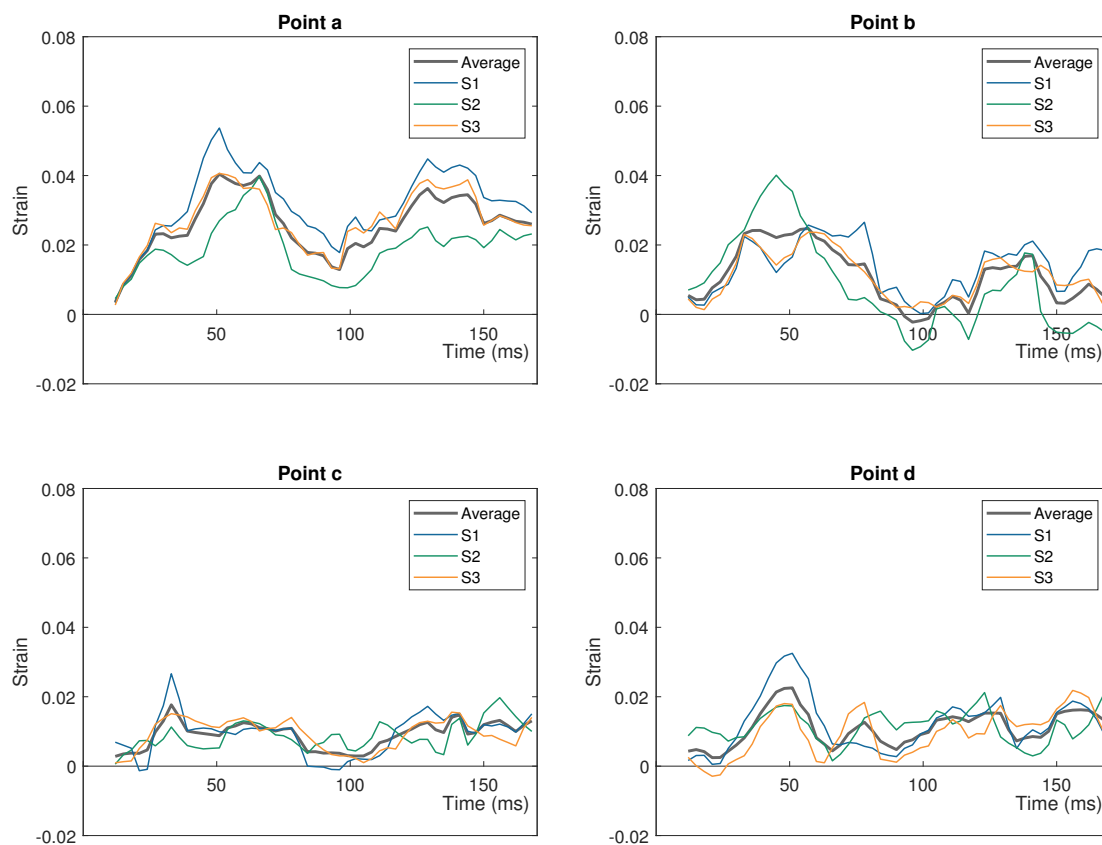 Point a
0.08
0.06
0.04
0.02
0
-0.02
Strain
50
100
150
Time (ms)
Average
S1
S2
S3
Point b
0.08
0.06
0.04
0.02
0
-0.02
Strain
50
100
150
Time (ms)
Average
S1
S2
S3
Point c
0.08
0.06
0.04
0.02
0
-0.02
Strain
50
100
150
Time (ms)
Average
S1
S2
S3
Point d
0.08
0.06
0.04
0.02
0
-0.02
Strain
50
100
150
Time (ms)
Average
S1
S2
S3